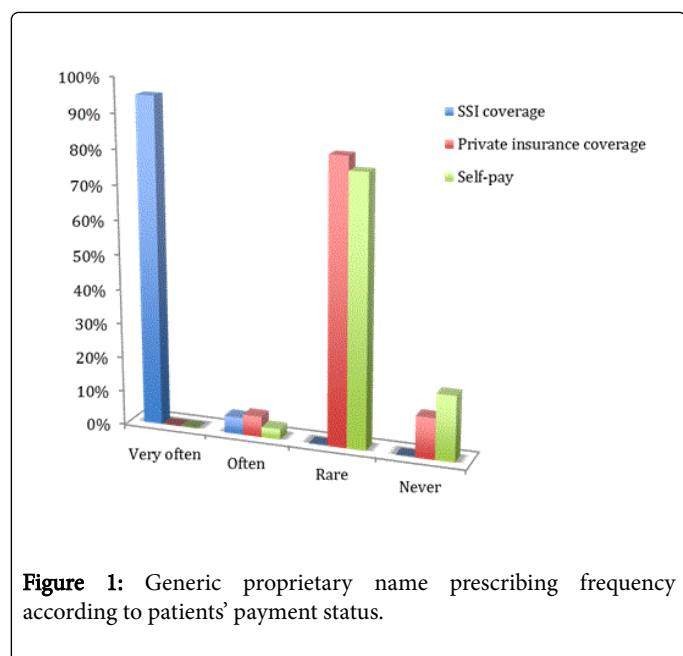 100%
90%
80%
70%
60%
50%
40%
30%
20%
10%
0%
Very often
Often
Rare
Never
SSI coverage
Private insurance coverage
Self-pay
Figure 1: Generic proprietary name prescribing frequency
according to patients’ payment status.